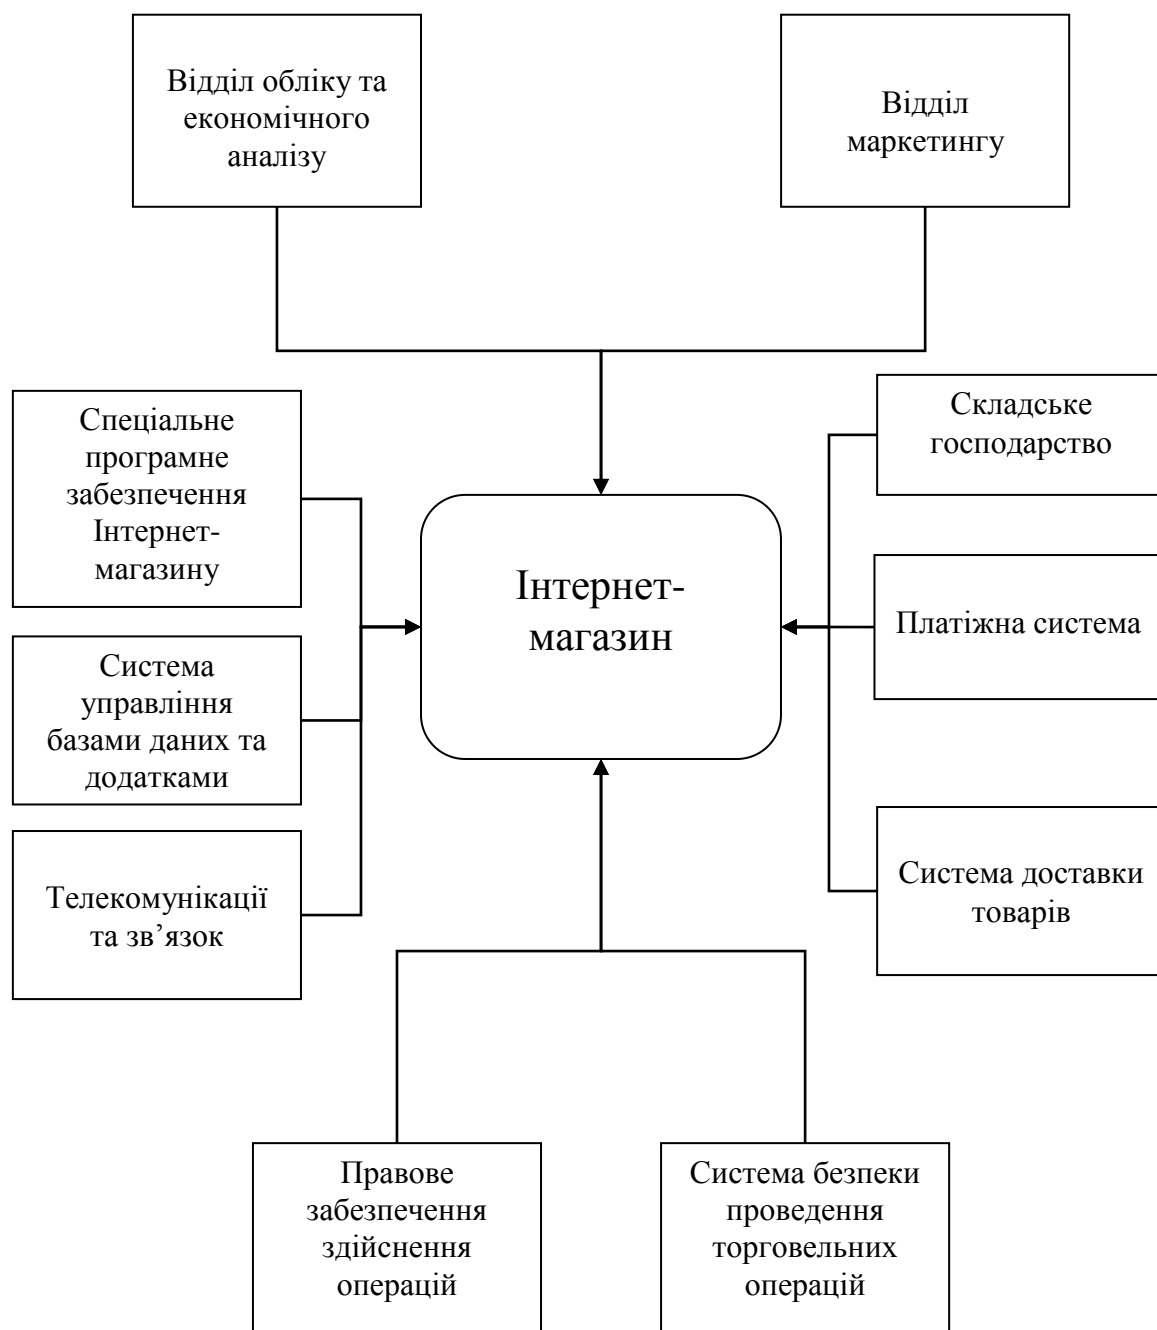 Відділ обліку та
економічного
аналізу
Відділ
маркетингу
Спеціальне
програмне
забезпечення
Інтернет-
магазину
Складське
господарство
Інтернет-
магазин
Платіжна система
Система
управління
базами даних та
додатками
Телекомунікації
та зв’язок
Система доставки
товарів
Правове
забезпечення
здійснення
операцій
Система безпеки
проведення
торговельних
операцій